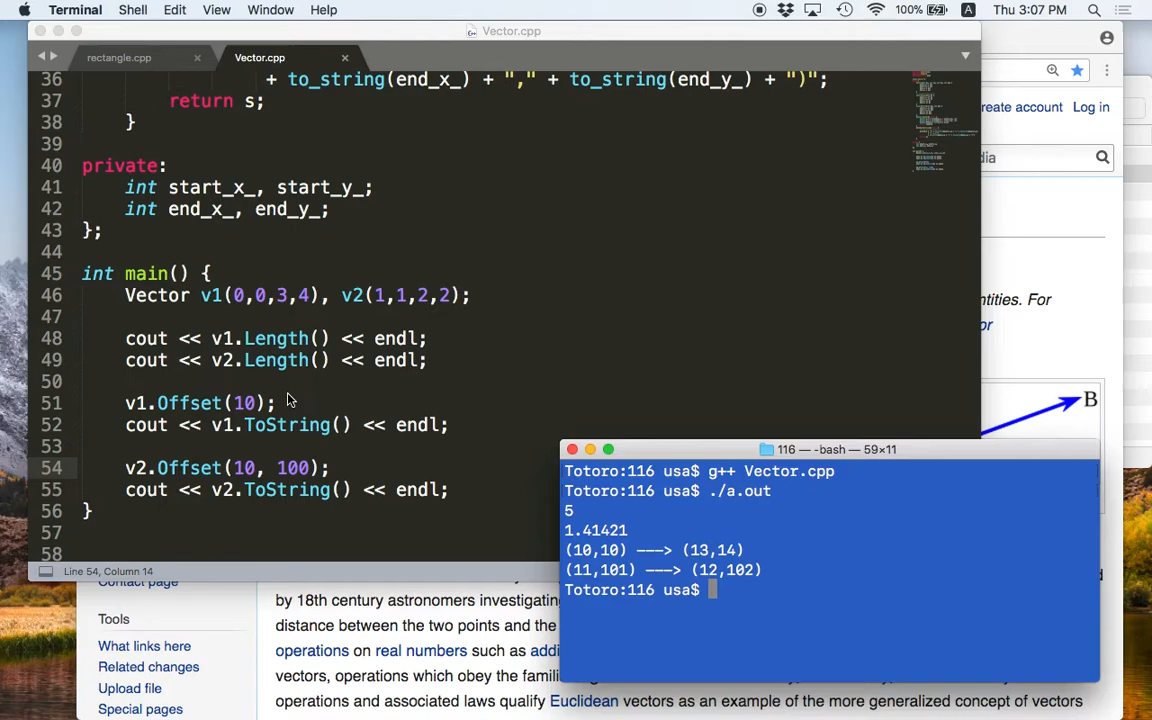 Terminal Shell Edit View Window Help 100% A Thu 3:07 PM
Vector.cpp
rectangle.cpp × Vector.cpp ×
36 + to_string(end_x_) + "," + to_string(end_y_) + ")";
37 return s;
38 }
39
40 private:
41 int start_x_, start_y_;
42 int end_x_, end_y_;
43 };
44
45 int main() {
46 Vector v1(0,0,3,4), v2(1,1,2,2);
47
48 cout << v1.Length() << endl;
49 cout << v2.Length() << endl;
50
51 v1.Offset(10);
52 cout << v1.ToString() << endl;
53
54 v2.Offset(10, 100);
55 cout << v2.ToString() << endl;
56 }
57
58
Line 54, Column 14
reate account Log in
dia
ntities. For
or
B
116 — -bash — 59×11
Totoro:116 usa$ g++ Vector.cpp
Totoro:116 usa$ ./a.out
5
1.41421
(10,10) ———> (13,14)
(11,101) ———> (12,102)
Totoro:116 usa$
Contact page
Tools
What links here
Related changes
Upload file
Special pages
by 18th century astronomers investigatin
distance between the two points and the
operations on real numbers such as addi
vectors, operations which obey the famili
operations and associated laws qualify Euclidean vectors as an example of the more generalized concept of vectors